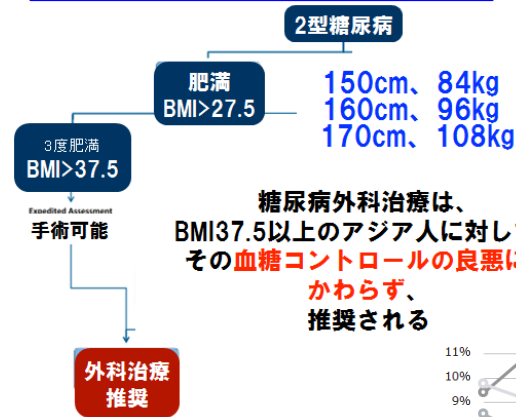 2型糖尿病
肥満
BMI>27.5
150cm、84kg
160cm、96kg
170cm、108kg
3度肥満
BMI>37.5
Expedited Assessment
手術可能
糖尿病外科治療は、
BMI37.5以上のアジア人に対し
その血糖コントロールの良悪に
かわらず、
推奨される
外科治療
推奨
11%
10%
9%